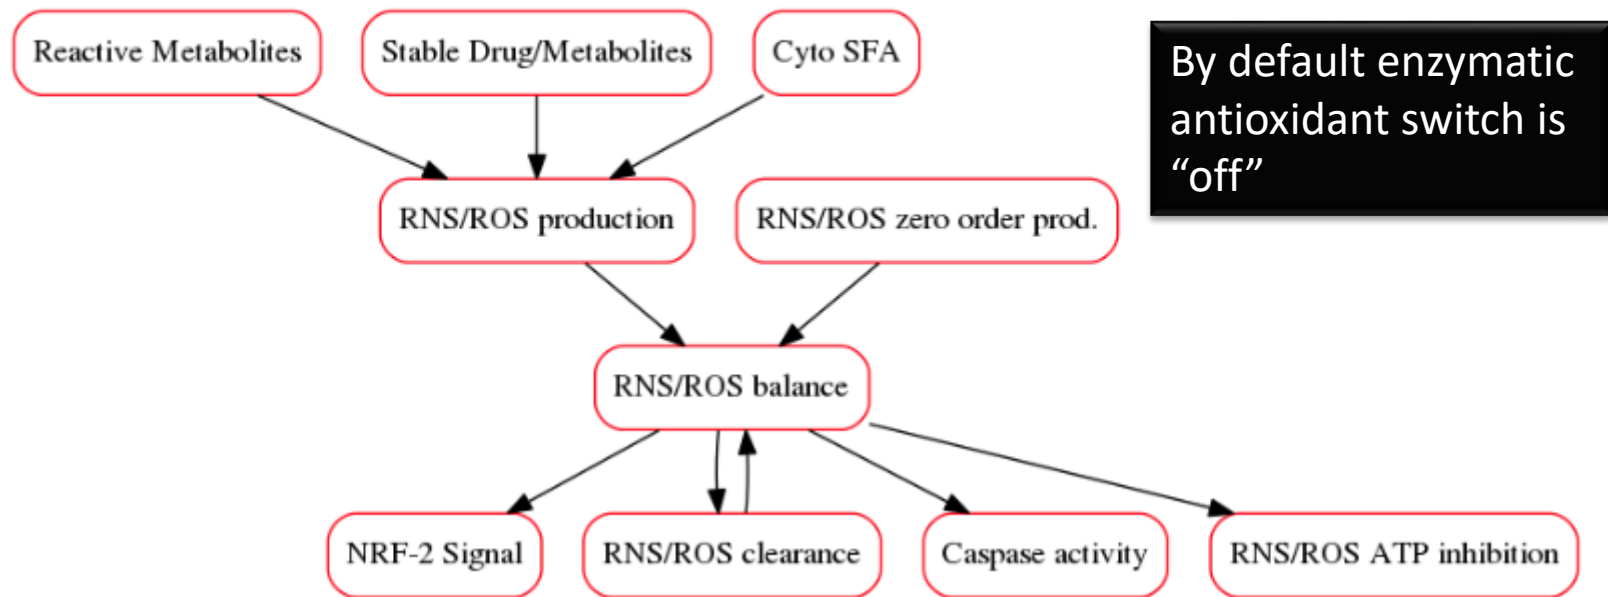 Reactive Metabolites
Stable Drug/Metabolites
Cyto SFA
By default enzymatic
antioxidant switch is
“off”
RNS/ROS production
RNS/ROS zero order prod.
RNS/ROS balance
NRF-2 Signal
RNS/ROS clearance
Caspase activity
RNS/ROS ATP inhibition